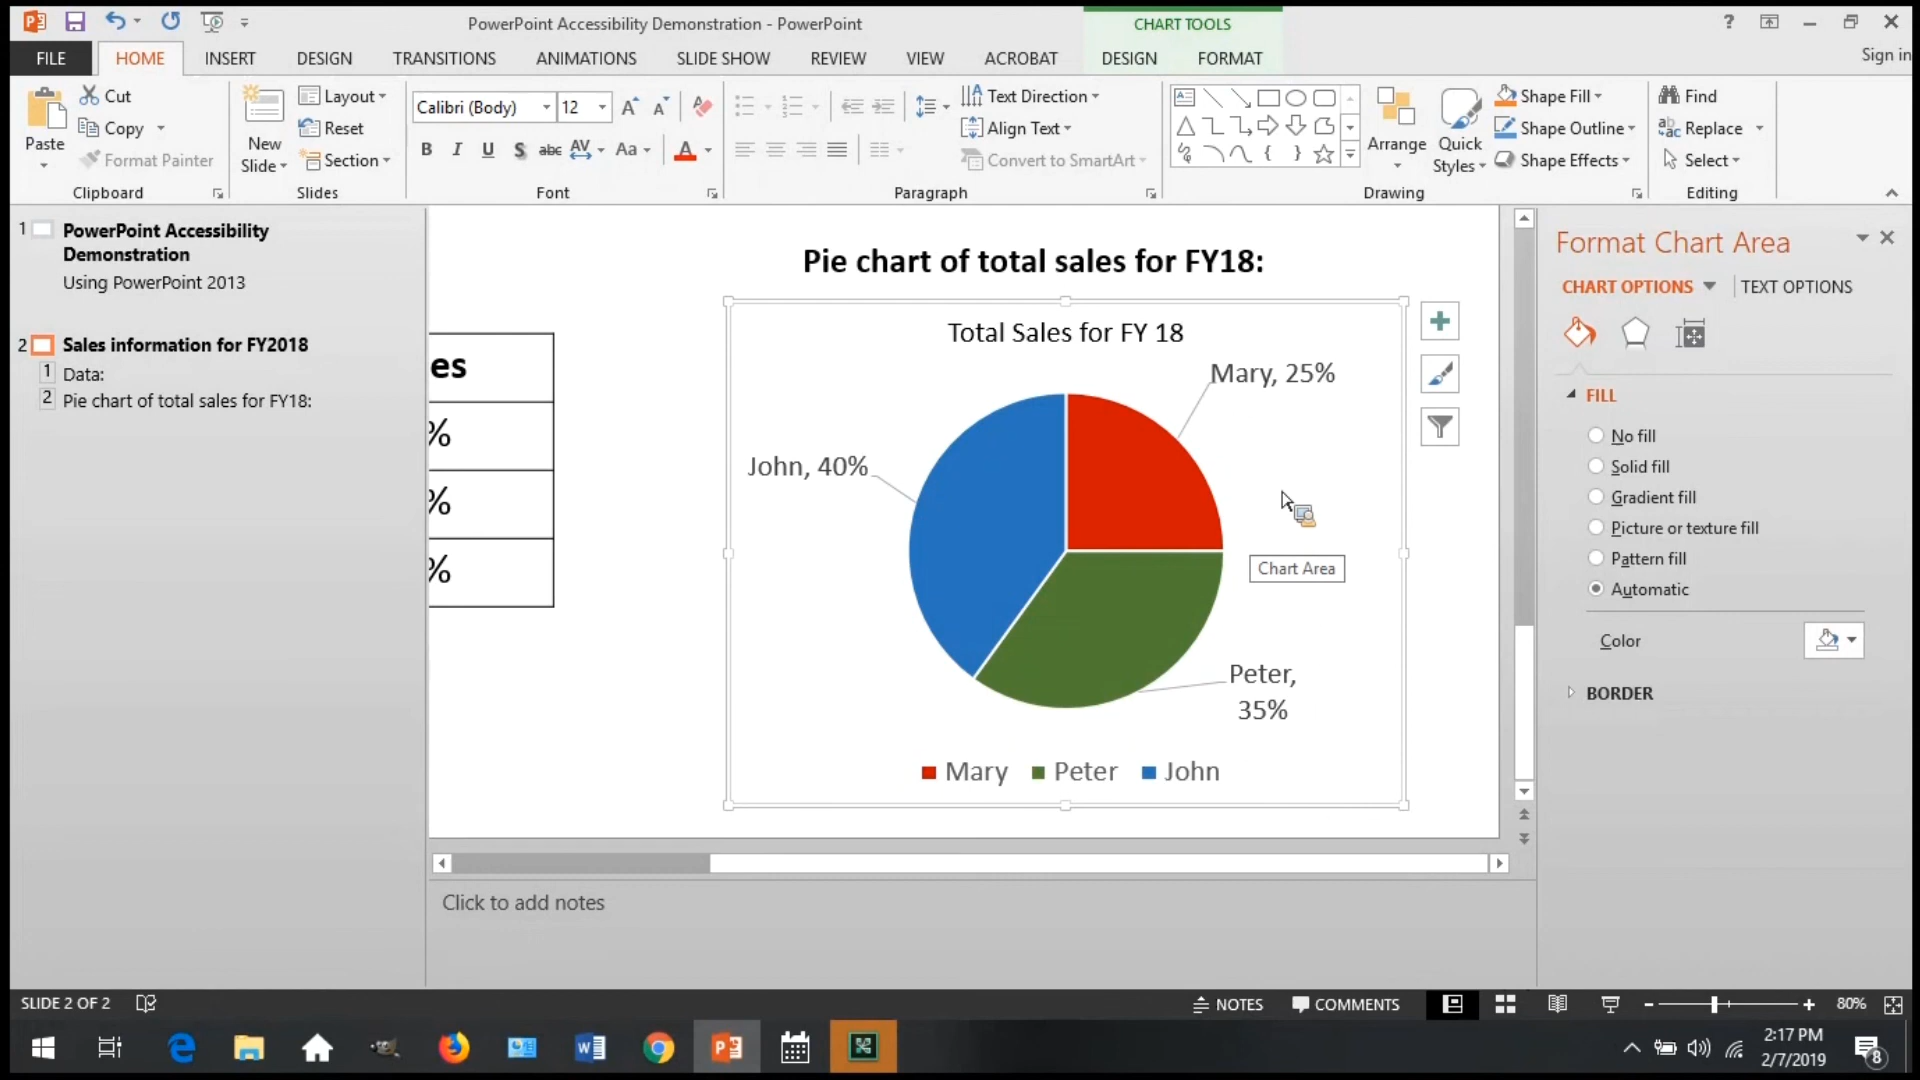 PowerPoint Accessibility Demonstration - PowerPoint
CHART TOOLS
?
Sign in
FILE HOME INSERT DESIGN TRANSITIONS ANIMATIONS SLIDE SHOW REVIEW VIEW ACROBAT DESIGN FORMAT
Paste
Cut
Copy
Format Painter
Clipboard
New
Slide
Layout
Reset
Section
Slides
Calibri (Body) 12
B I U S abc AV Aa A
Font
Text Direction
Align Text
Convert to SmartArt
Paragraph
Arrange
Quick
Styles
Shape Fill
Shape Outline
Shape Effects
Drawing
Find
Replace
Select
Editing
1 PowerPoint Accessibility
Demonstration
Using PowerPoint 2013
2 Sales information for FY2018
1 Data:
2 Pie chart of total sales for FY18:
es
%
%
%
Pie chart of total sales for FY18:
Total Sales for FY 18
Mary, 25%
John, 40%
Chart Area
Peter,
35%
Mary Peter John
Click to add notes
Format Chart Area
CHART OPTIONS TEXT OPTIONS
FILL
No fill
Solid fill
Gradient fill
Picture or texture fill
Pattern fill
Automatic
Color
BORDER
SLIDE 2 OF 2
NOTES COMMENTS 80%
2:17 PM
2/7/2019
8